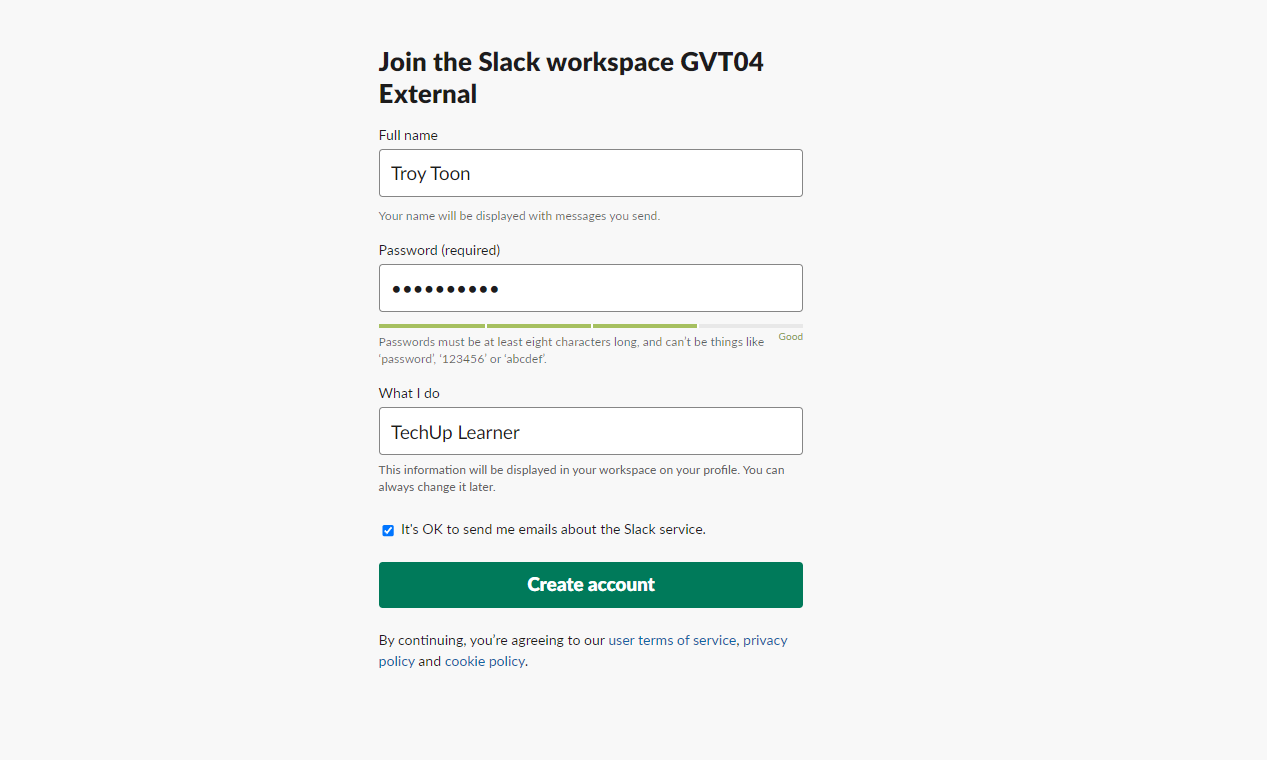 Join the Slack workspace GVT04
External
Full name
Troy Toon
Your name will be displayed with messages you send.
Password (required)
●●●●●●●●●●
Good
Passwords must be at least eight characters long, and can't be things like
'password', '123456' or 'abcdef'.
What I do
TechUp Learner
This information will be displayed in your workspace on your profile. You can
always change it later.
It's OK to send me emails about the Slack service.
Create account
By continuing, you're agreeing to our user terms of service, privacy
policy and cookie policy.